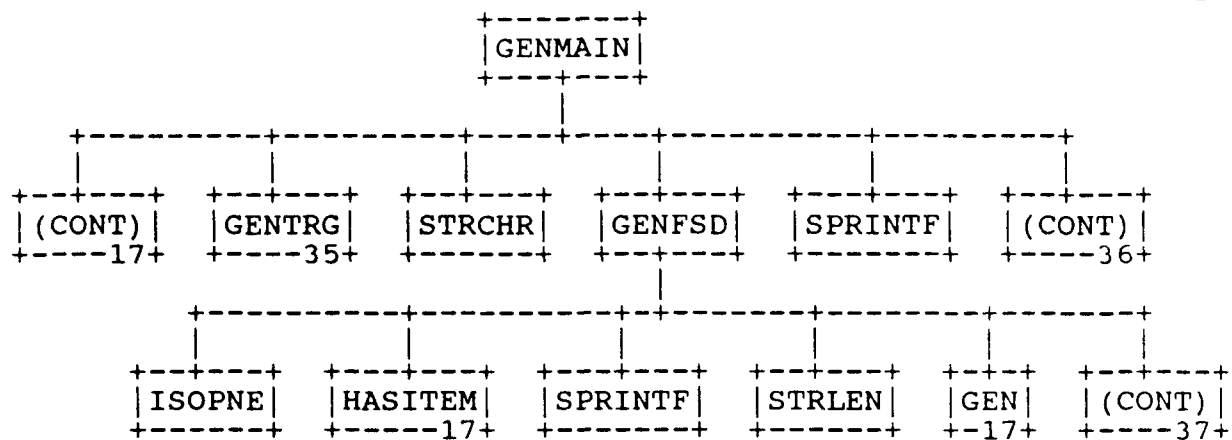 GENMAIN
(CONT) GENTRG STRCHR GENFSD SPRINTF (CONT)
17 35 36
ISOPNE HASITEM SPRINTF STRLEN GEN (CONT)
17 17 37